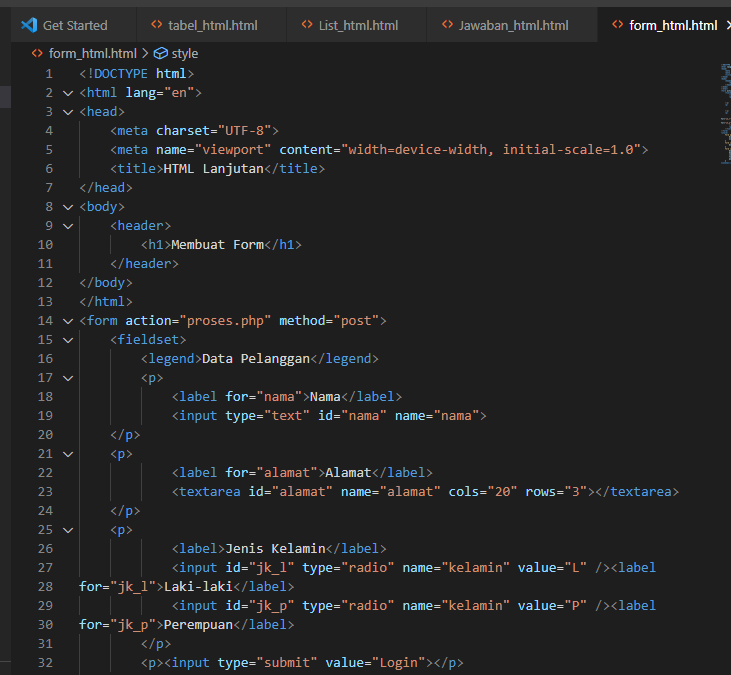 Get Started tabel_html.html List_html.html Jawaban_html.html form_html.html
form_html.html > style
1 <!DOCTYPE html>
2 <html lang="en">
3 <head>
4 <meta charset="UTF-8">
5 <meta name="viewport" content="width=device-width, initial-scale=1.0">
6 <title>HTML Lanjutan</title>
7 </head>
8 <body>
9 <header>
10 <h1>Membuat Form</h1>
11 </header>
12 </body>
13 </html>
14 <form action="proses.php" method="post">
15 <fieldset>
16 <legend>Data Pelanggan</legend>
17 <p>
18 <label for="nama">Nama</label>
19 <input type="text" id="nama" name="nama">
20 </p>
21 <p>
22 <label for="alamat">Alamat</label>
23 <textarea id="alamat" name="alamat" cols="20" rows="3"></textarea>
24 </p>
25 <p>
26 <label>Jenis Kelamin</label>
27 <input id="jk_l" type="radio" name="kelamin" value="L" /><label
28 for="jk_l">Laki-laki</label>
29 <input id="jk_p" type="radio" name="kelamin" value="P" /><label
30 for="jk_p">Perempuan</label>
31 </p>
32 <p><input type="submit" value="Login"></p>